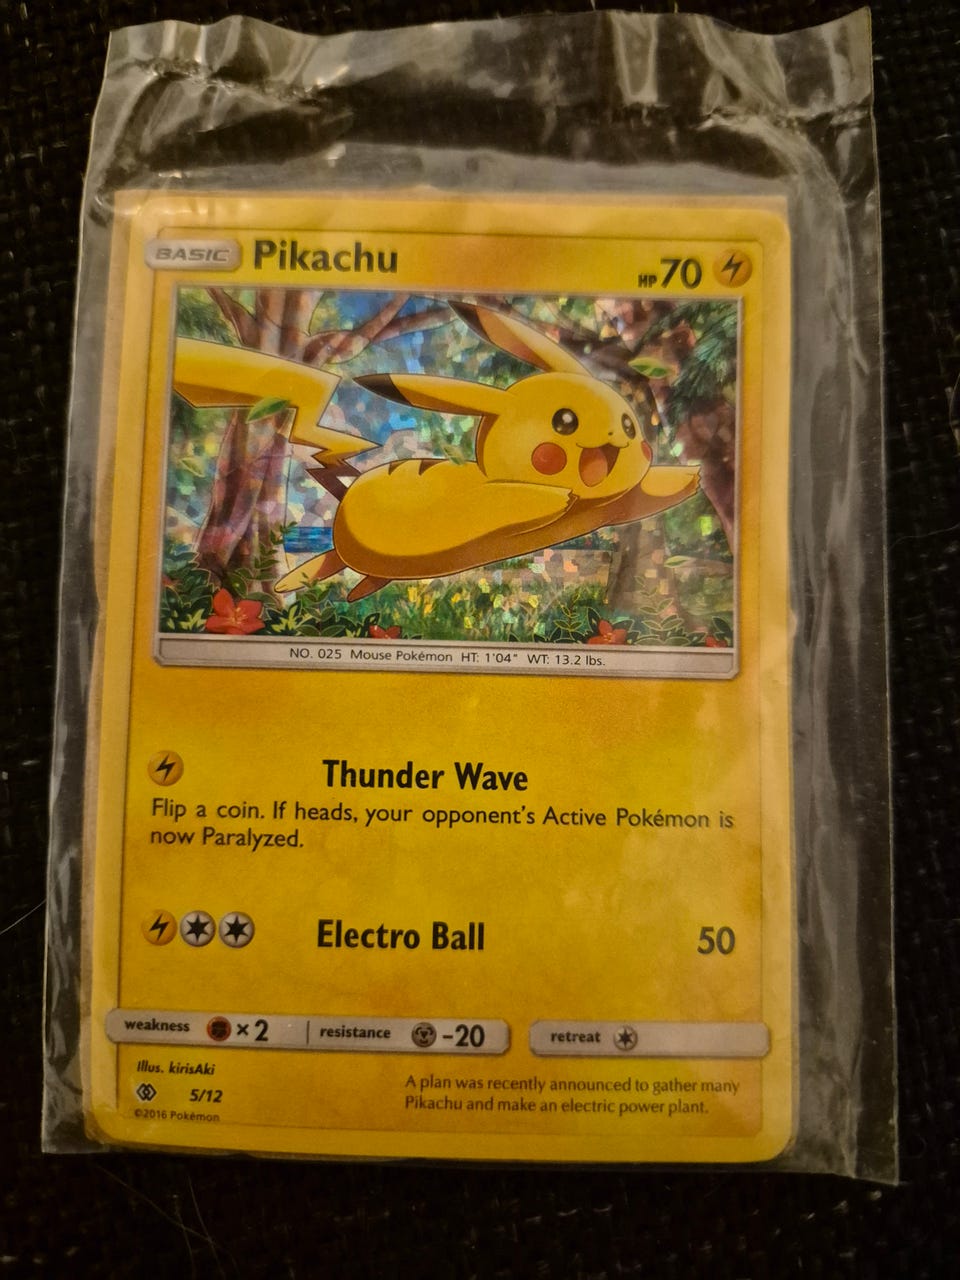 BASIC Pikachu HP 70
NO. 025 Mouse Pokémon HT: 1'04" WT: 13.2 lbs.
Thunder Wave
Flip a coin. If heads, your opponent's Active Pokémon is
now Paralyzed.
Electro Ball 50
weakness ×2 resistance -20 retreat
Illus. kirisAki
5/12
©2016 Pokémon
A plan was recently announced to gather many
Pikachu and make an electric power plant.